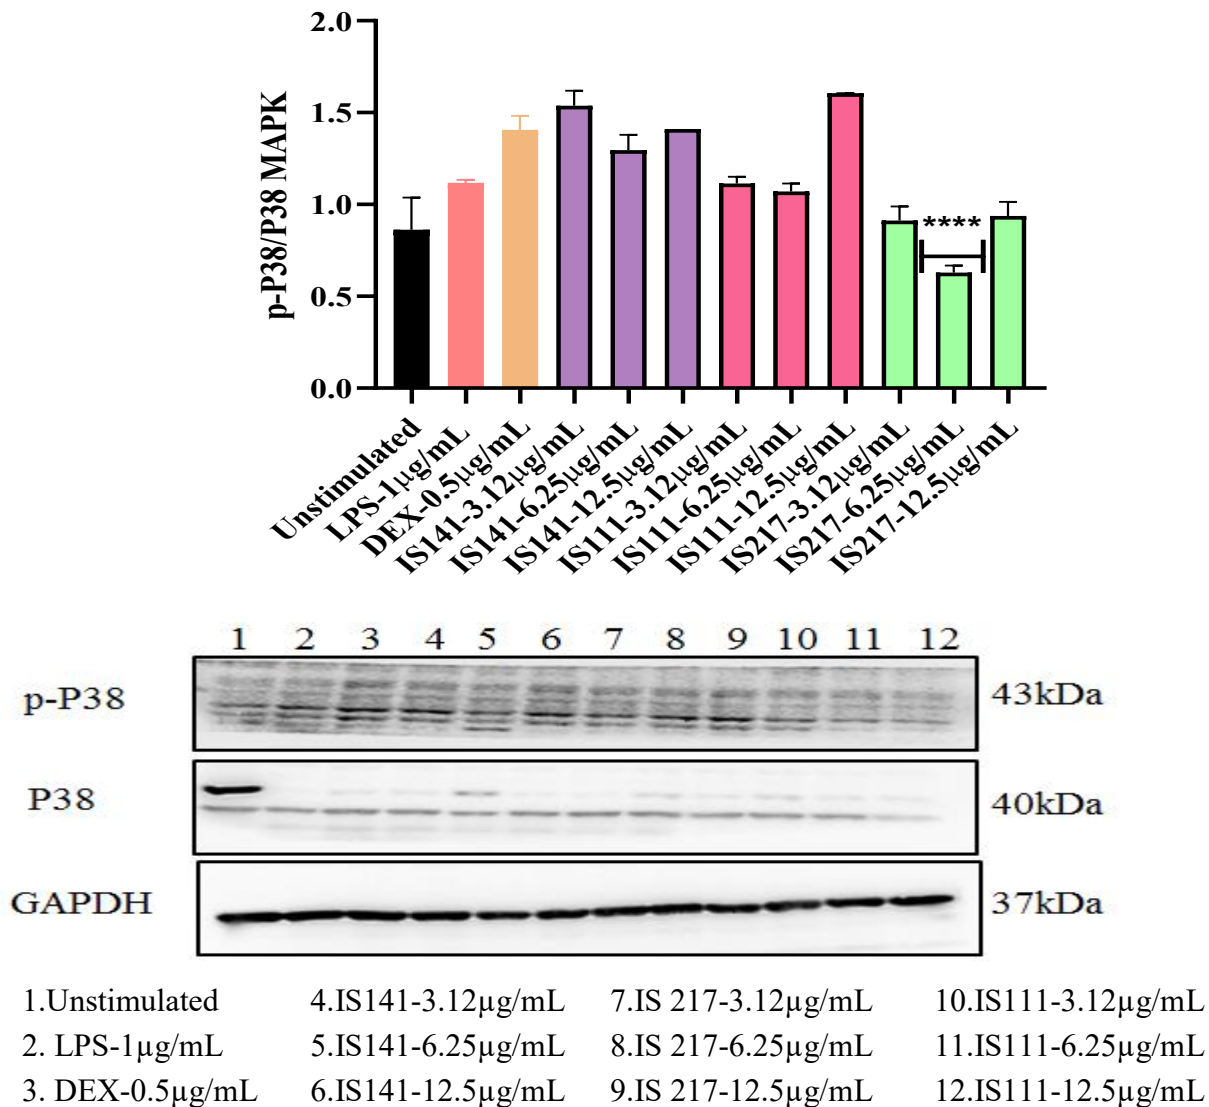 2.0
1.5
1.0
0.5
0.0
p-P38/P38 MAPK
****
Unstimulated
LPS-1µg/mL
DEX-0.5µg/mL
IS141-3.12µg/mL
IS141-6.25µg/mL
IS141-12.5µg/mL
IS111-3.12µg/mL
IS111-6.25µg/mL
IS111-12.5µg/mL
IS217-3.12µg/mL
IS217-6.25µg/mL
IS217-12.5µg/mL
1 2 3 4 5 6 7 8 9 10 11 12
p-P38 43kDa
P38 40kDa
GAPDH 37kDa
1.Unstimulated 4.IS141-3.12µg/mL 7.IS 217-3.12µg/mL 10.IS111-3.12µg/mL
2. LPS-1µg/mL 5.IS141-6.25µg/mL 8.IS 217-6.25µg/mL 11.IS111-6.25µg/mL
3. DEX-0.5µg/mL 6.IS141-12.5µg/mL 9.IS 217-12.5µg/mL 12.IS111-12.5µg/mL